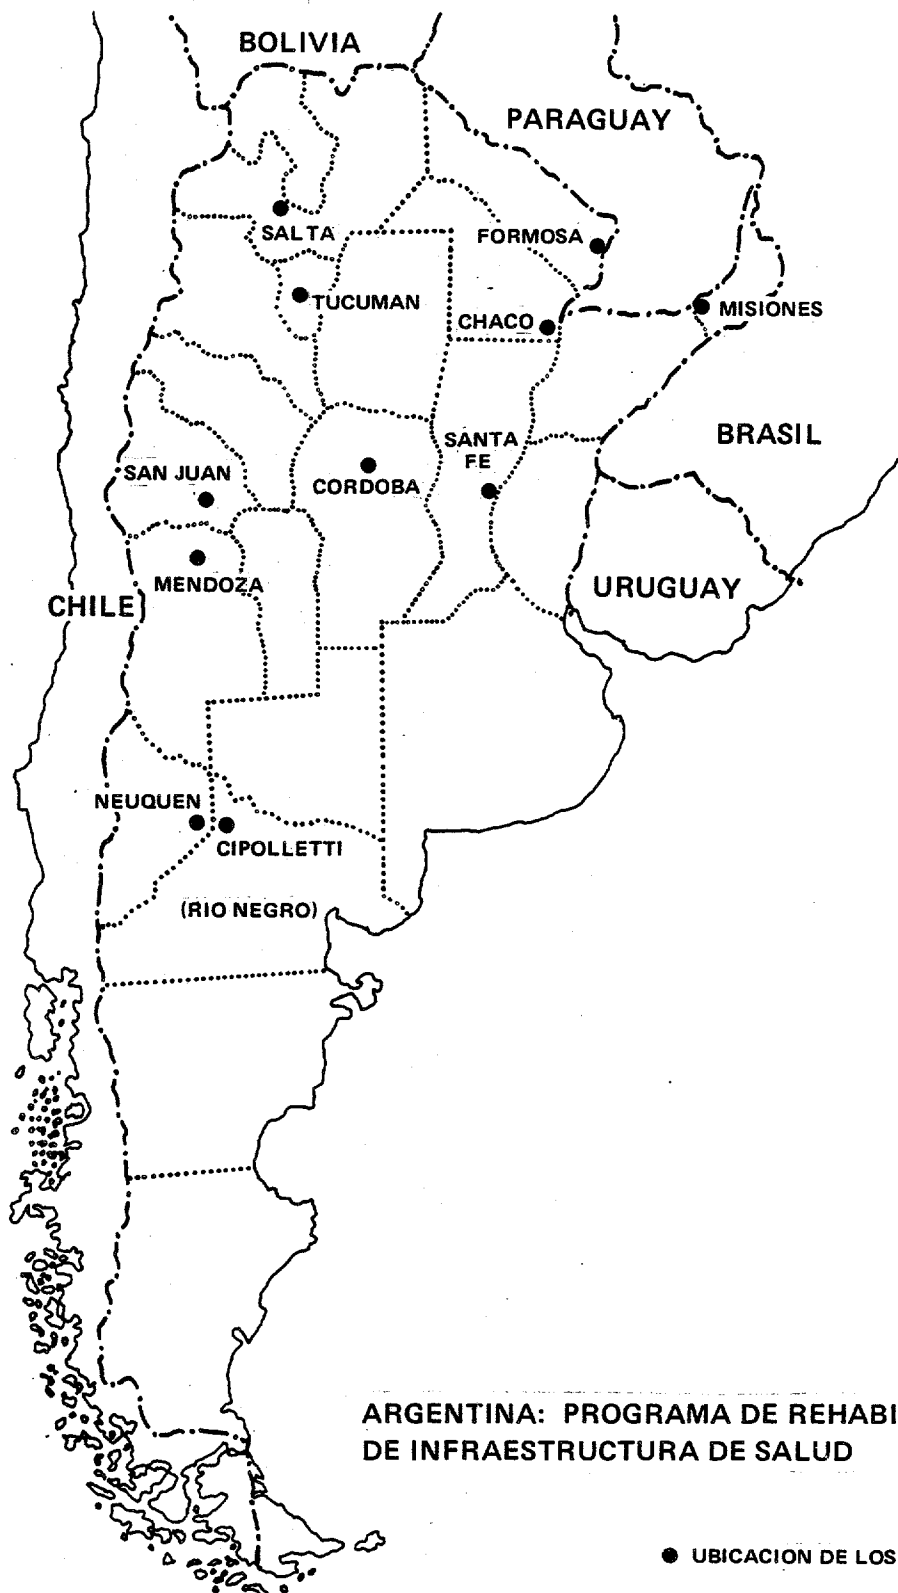 BOLIVIA
PARAGUAY
SALTA
FORMOSA
TUCUMAN
CHACO
MISIONES
SANTA
FE
BRASIL
SAN JUAN
CORDOBA
MENDOZA
CHILE
URUGUAY
NEUQUEN
CIPOLLETTI
(RIO NEGRO)
ARGENTINA: PROGRAMA DE REHABI
DE INFRAESTRUCTURA DE SALUD
● UBICACION DE LOS